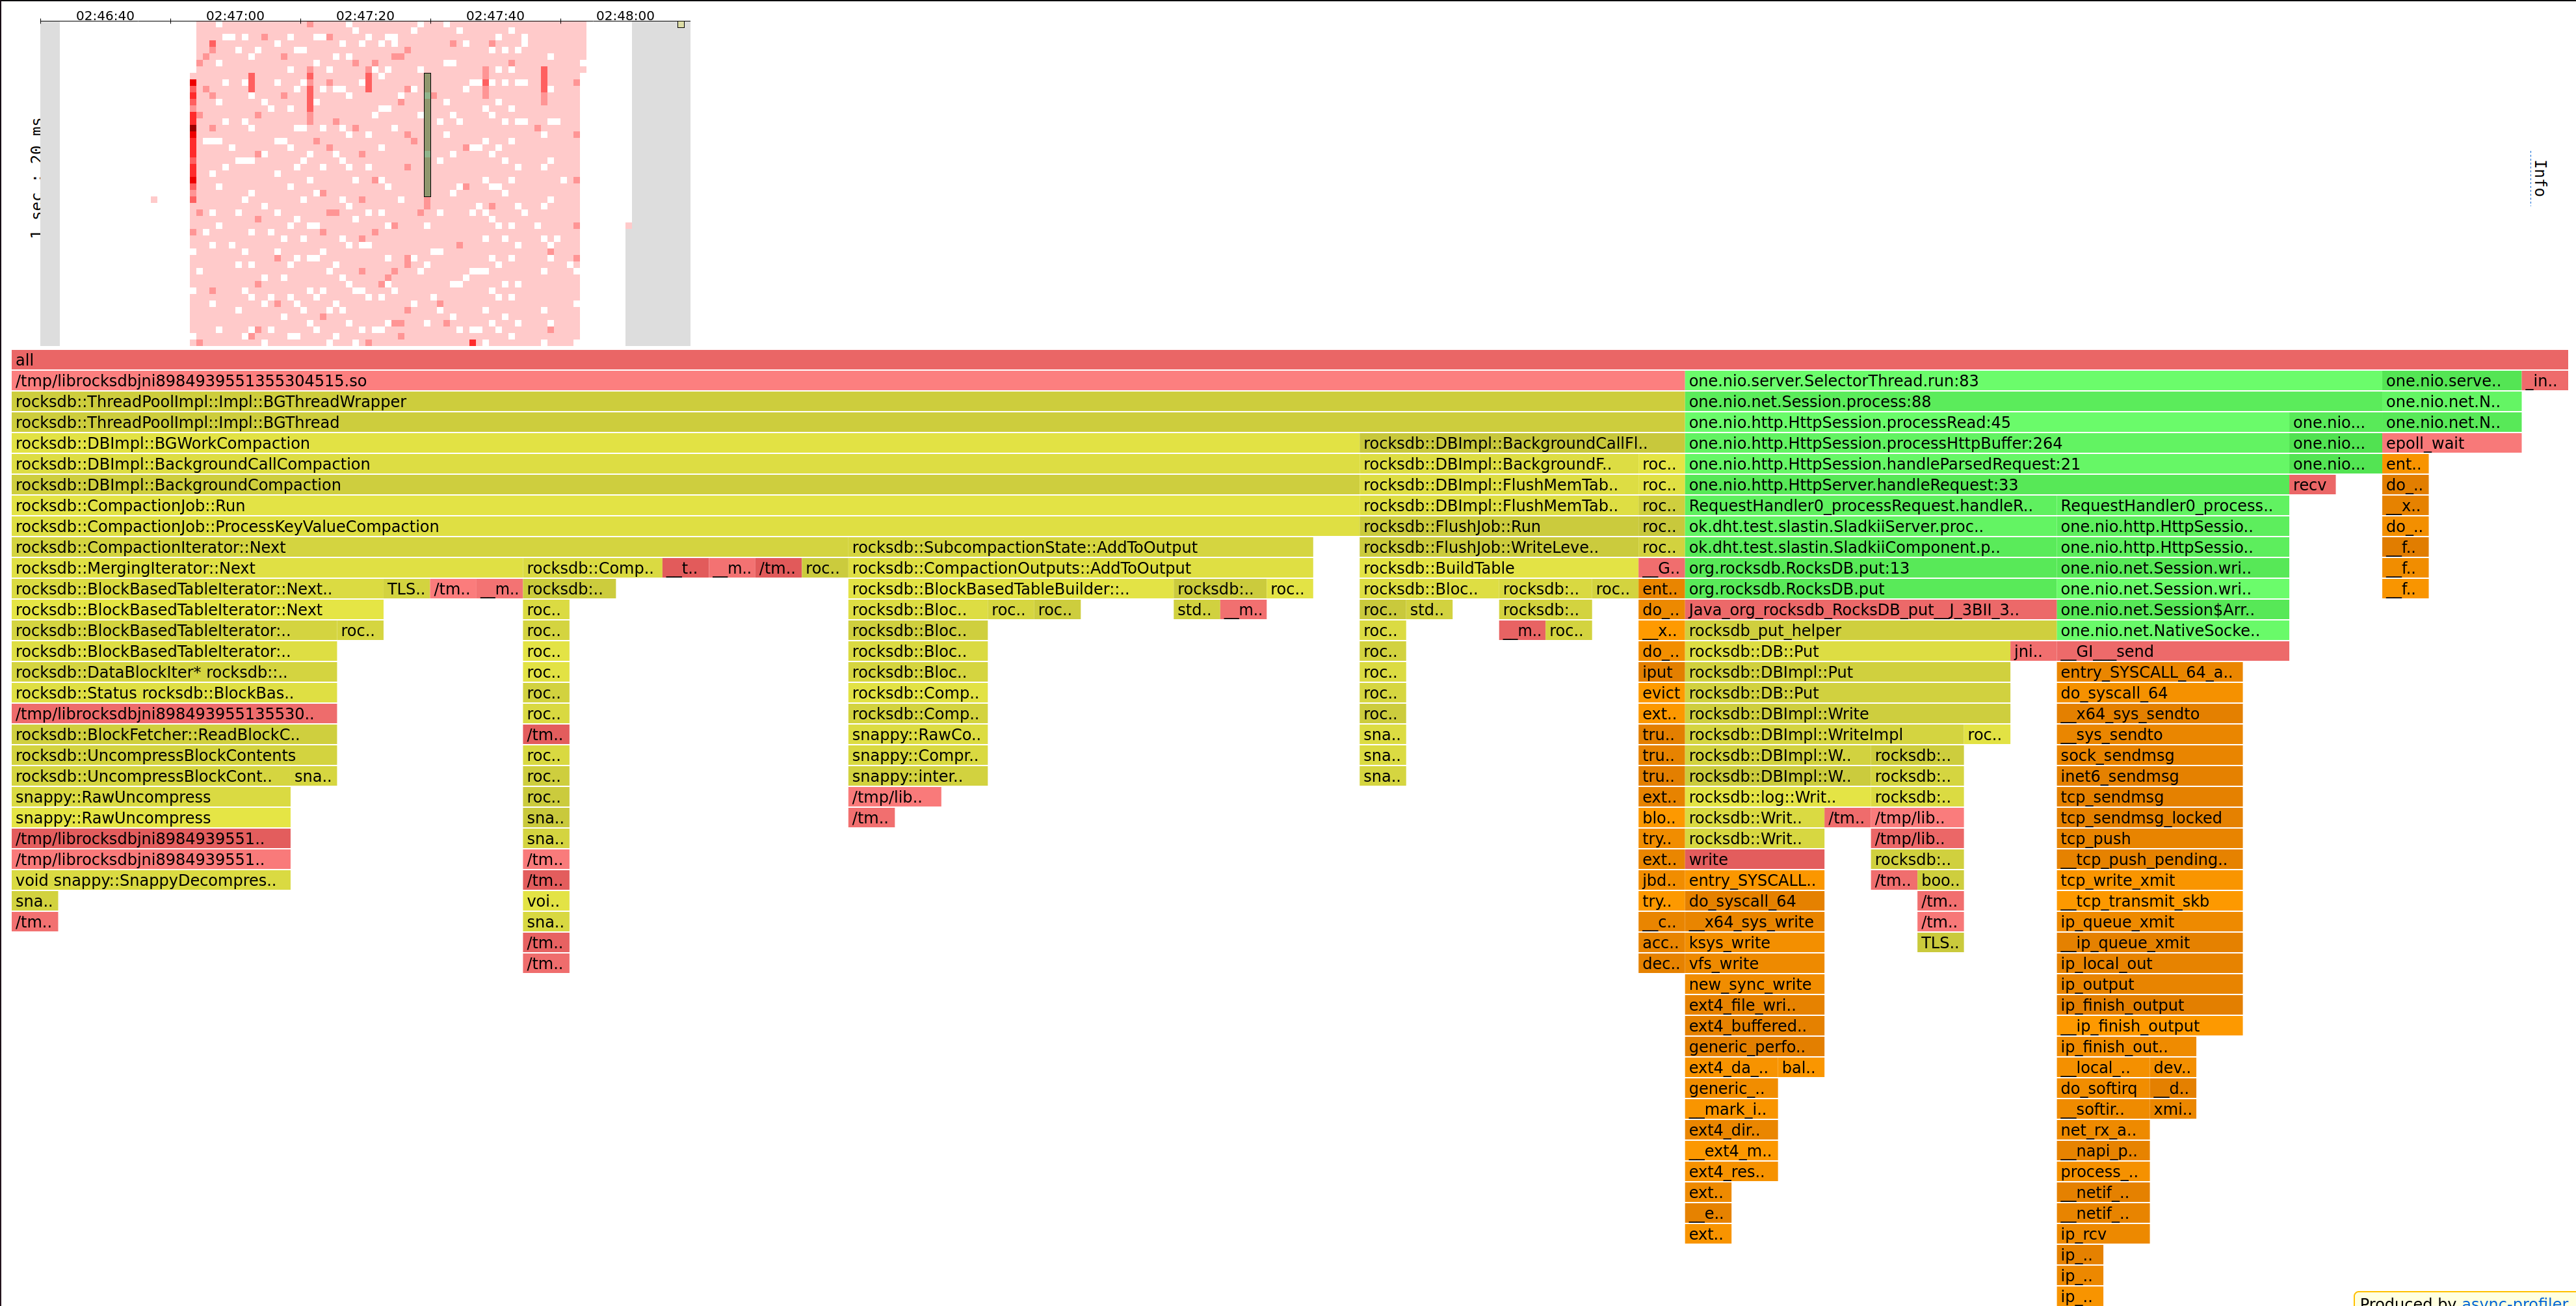 02:46:40 02:47:00 02:47:20 02:47:40 02:48:00
1 sec : 20 ms
Info
all
/tmp/librocksdbjni8984939551355304515.so one.nio.server.SelectorThread.run:83 one.nio.serve.. _in..
rocksdb::ThreadPoolImpl::Impl::BGThreadWrapper one.nio.net.Session.process:88 one.nio.net.N..
rocksdb::ThreadPoolImpl::Impl::BGThread one.nio.http.HttpSession.processRead:45 one.nio... one.nio.net.N..
rocksdb::DBImpl::BGWorkCompaction rocksdb::DBImpl::BackgroundCallFl.. one.nio.http.HttpSession.processHttpBuffer:264 one.nio... epoll_wait
rocksdb::DBImpl::BackgroundCallCompaction rocksdb::DBImpl::BackgroundF.. roc.. one.nio.http.HttpSession.handleParsedRequest:21 one.nio... ent..
rocksdb::DBImpl::BackgroundCompaction rocksdb::DBImpl::FlushMemTab.. roc.. one.nio.http.HttpServer.handleRequest:33 recv do_..
rocksdb::CompactionJob::Run rocksdb::DBImpl::FlushMemTab.. roc.. RequestHandler0_processRequest.handleR.. RequestHandler0_process.. __x..
rocksdb::CompactionJob::ProcessKeyValueCompaction rocksdb::FlushJob::Run roc.. ok.dht.test.slastin.SladkiiServer.proc.. one.nio.http.HttpSessio.. do_..
rocksdb::CompactionIterator::Next rocksdb::SubcompactionState::AddToOutput rocksdb::FlushJob::WriteLeve.. roc.. ok.dht.test.slastin.SladkiiComponent.p.. one.nio.http.HttpSessio.. __f..
rocksdb::MergingIterator::Next rocksdb::Comp.. __t.. __m.. /tm.. roc.. rocksdb::CompactionOutputs::AddToOutput rocksdb::BuildTable __G.. org.rocksdb.RocksDB.put:13 one.nio.net.Session.wri.. __f..
rocksdb::BlockBasedTableIterator::Next.. TLS.. /tm.. __m.. rocksdb:.. rocksdb::BlockBasedTableBuilder::.. rocksdb:.. roc.. rocksdb::Bloc.. rocksdb:.. roc.. ent.. org.rocksdb.RocksDB.put one.nio.net.Session.wri.. __f..
rocksdb::BlockBasedTableIterator::Next roc.. rocksdb::Bloc.. roc.. roc.. std.. __m.. roc.. std.. rocksdb:.. do_.. Java_org_rocksdb_RocksDB_put__J_3BII_3.. one.nio.net.Session$Arr..
rocksdb::BlockBasedTableIterator:.. roc.. roc.. rocksdb::Bloc.. roc.. __m.. roc.. __x.. rocksdb_put_helper one.nio.net.NativeSocke..
rocksdb::BlockBasedTableIterator:.. roc.. rocksdb::Bloc.. roc.. do_.. rocksdb::DB::Put jni.. __GI___send
rocksdb::DataBlockIter* rocksdb::.. roc.. rocksdb::Bloc.. roc.. iput rocksdb::DBImpl::Put entry_SYSCALL_64_a..
rocksdb::Status rocksdb::BlockBas.. roc.. rocksdb::Comp.. roc.. evict rocksdb::DB::Put do_syscall_64
/tmp/librocksdbjni898493955135530.. roc.. rocksdb::Comp.. roc.. ext.. rocksdb::DBImpl::Write __x64_sys_sendto
rocksdb::BlockFetcher::ReadBlockC.. /tm.. snappy::RawCo.. sna.. tru.. rocksdb::DBImpl::WriteImpl roc.. __sys_sendto
rocksdb::UncompressBlockContents roc.. snappy::Compr.. sna.. tru.. rocksdb::DBImpl::W.. rocksdb:.. sock_sendmsg
rocksdb::UncompressBlockCont.. sna.. roc.. snappy::inter.. sna.. tru.. rocksdb::DBImpl::W.. rocksdb:.. inet6_sendmsg
snappy::RawUncompress roc.. /tmp/lib.. ext.. rocksdb::log::Writ.. rocksdb:.. tcp_sendmsg
snappy::RawUncompress sna.. /tm.. blo.. rocksdb::Writ.. /tm.. /tmp/lib.. tcp_sendmsg_locked
/tmp/librocksdbjni8984939551.. sna.. try.. rocksdb::Writ.. /tmp/lib.. tcp_push
/tmp/librocksdbjni8984939551.. /tm.. ext.. write rocksdb:.. __tcp_push_pending..
void snappy::SnappyDecompres.. /tm.. jbd.. entry_SYSCALL.. /tm.. boo.. tcp_write_xmit
sna.. voi.. try.. do_syscall_64 /tm.. __tcp_transmit_skb
/tm.. sna.. __c.. __x64_sys_write /tm.. ip_queue_xmit
/tm.. acc.. ksys_write TLS.. __ip_queue_xmit
/tm.. dec.. vfs_write ip_local_out
new_sync_write ip_output
ext4_file_wri.. ip_finish_output
ext4_buffered.. __ip_finish_output
generic_perfo.. ip_finish_out..
ext4_da_.. bal.. __local_.. dev..
generic_.. do_softirq __d..
__mark_i.. __softir.. xmi..
ext4_dir.. net_rx_a..
__ext4_m.. __napi_p..
ext4_res.. process_..
ext.. __netif_..
__e.. __netif_..
ext.. ip_rcv
ip_..
ip_..
ip_..
Produced by async-profiler